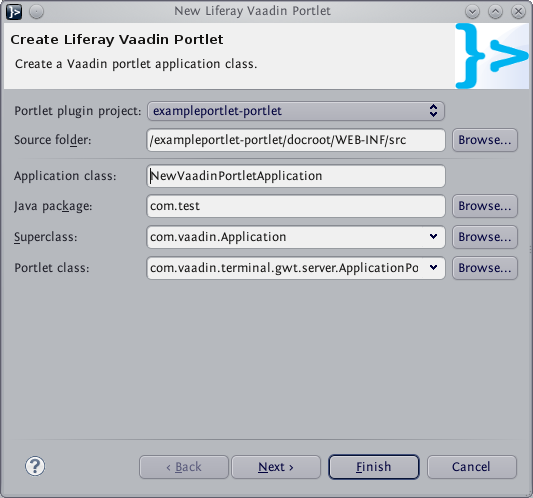 New Liferay Vaadin Portlet
Create Liferay Vaadin Portlet
Create a Vaadin portlet application class.
Portlet plugin project: exampleportlet-portlet
Source folder: /exampleportlet-portlet/docroot/WEB-INF/src Browse...
Application class: NewVaadinPortletApplication
Java package: com.test Browse...
Superclass: com.vaadin.Application Browse...
Portlet class: com.vaadin.terminal.gwt.server.ApplicationPo Browse...
? < Back Next > Finish Cancel